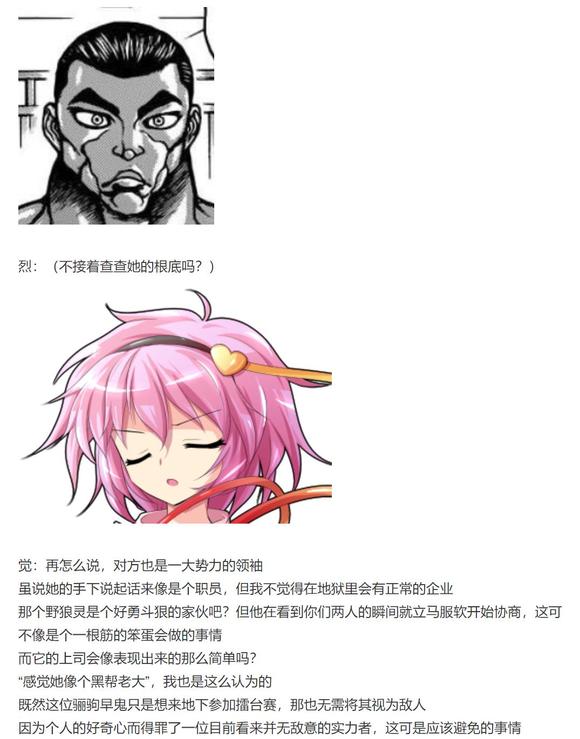 烈：（不接着查查她的根底吗？）
觉：再怎么说，对方也是一大势力的领袖
虽说她的手下说起话来像是个职员，但我不觉得在地狱里会有正常的企业
那个野狼灵是个好勇斗狠的家伙吧？但他在看到你们两人的瞬间就立马服软开始协商，这可
不像是个一根筋的笨蛋会做的事情
而它的上司会像表现出来的那么简单吗？
“感觉她像个黑帮老大”，我也是这么认为的
既然这位骊驹早鬼只是想来地下参加擂台赛，那也无需将其视为敌人
因为个人的好奇心而得罪了一位目前看来并无敌意的实力者，这可是应该避免的事情